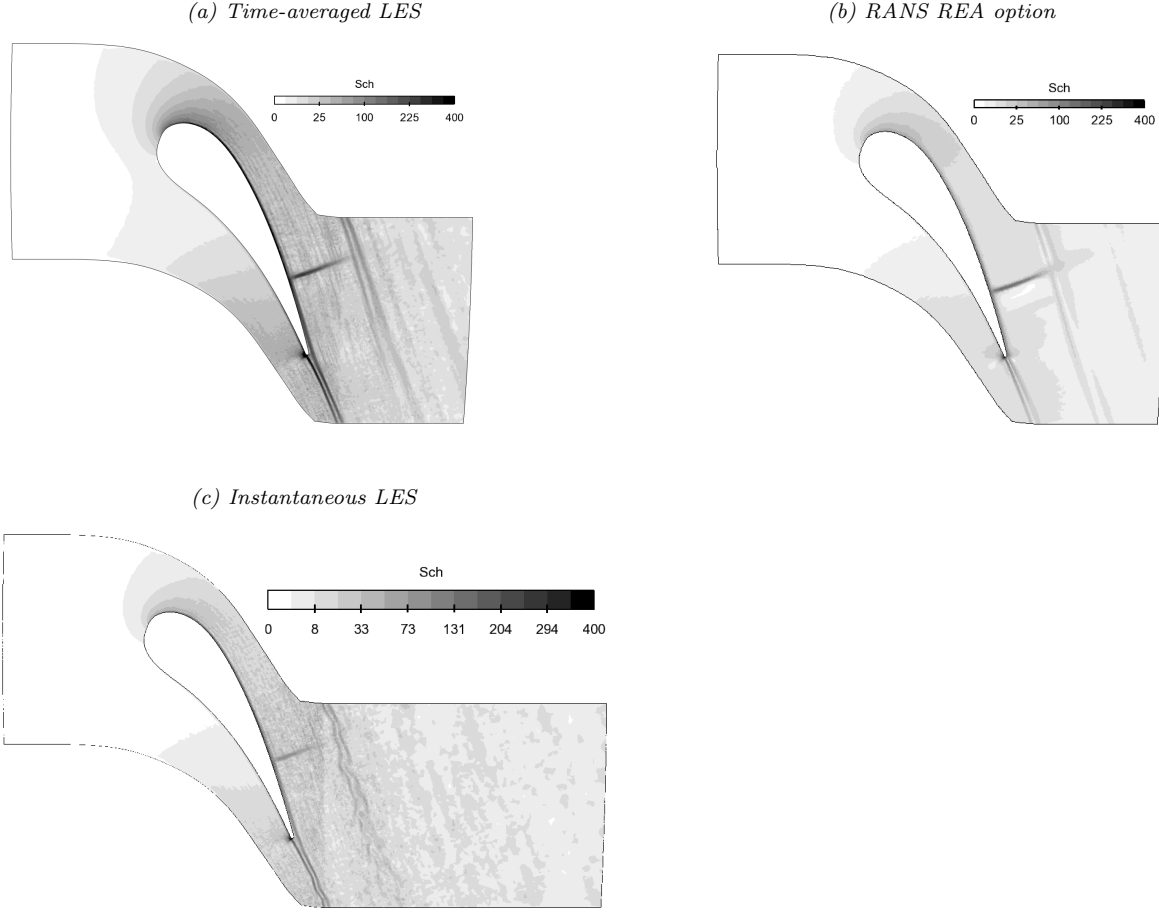 (a) Time-averaged LES
(b) RANS REA option
Sch
0 25 100 225 400
Sch
0 25 100 225 400
(c) Instantaneous LES
Sch
0 8 33 73 131 204 294 400